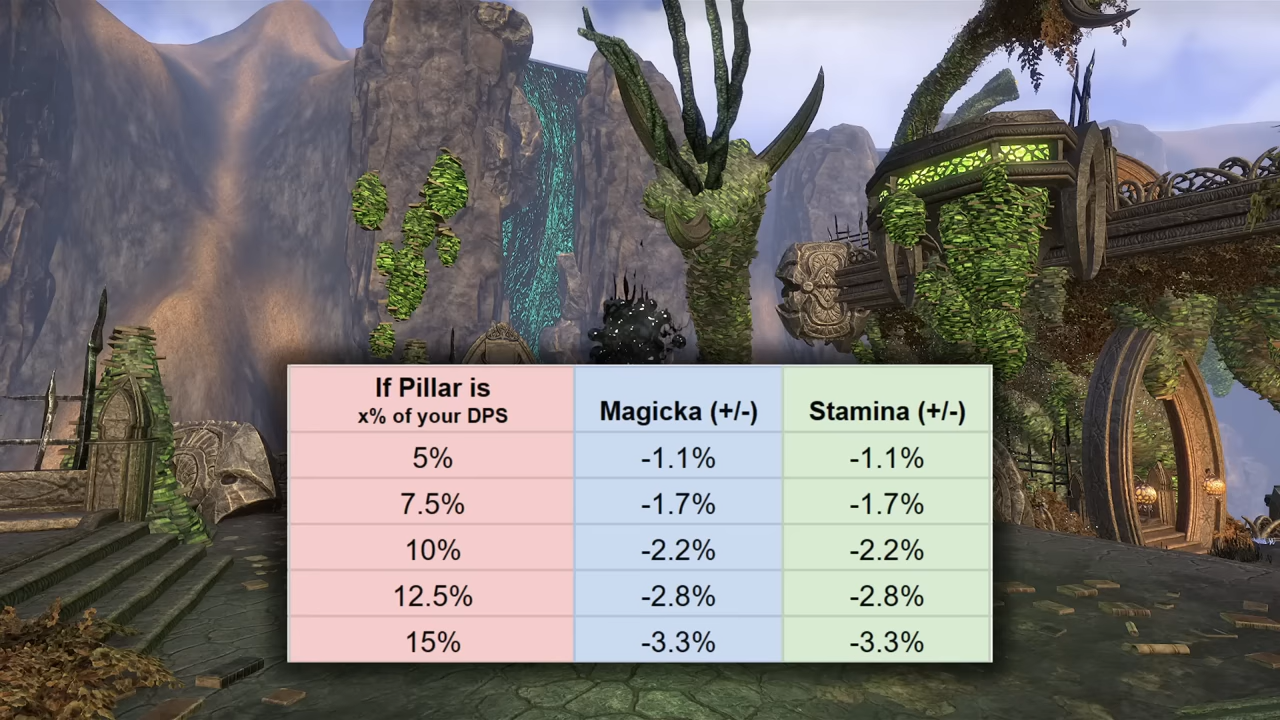 If Pillar is
x% of your DPS Magicka (+/-) Stamina (+/-)
5% -1.1% -1.1%
7.5% -1.7% -1.7%
10% -2.2% -2.2%
12.5% -2.8% -2.8%
15% -3.3% -3.3%